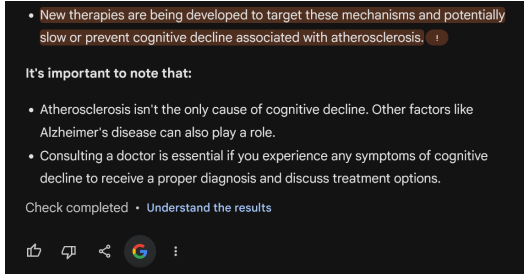 • New therapies are being developed to target these mechanisms and potentially
slow or prevent cognitive decline associated with atherosclerosis. !
It's important to note that:
• Atherosclerosis isn't the only cause of cognitive decline. Other factors like
Alzheimer's disease can also play a role.
• Consulting a doctor is essential if you experience any symptoms of cognitive
decline to receive a proper diagnosis and discuss treatment options.
Check completed • Understand the results